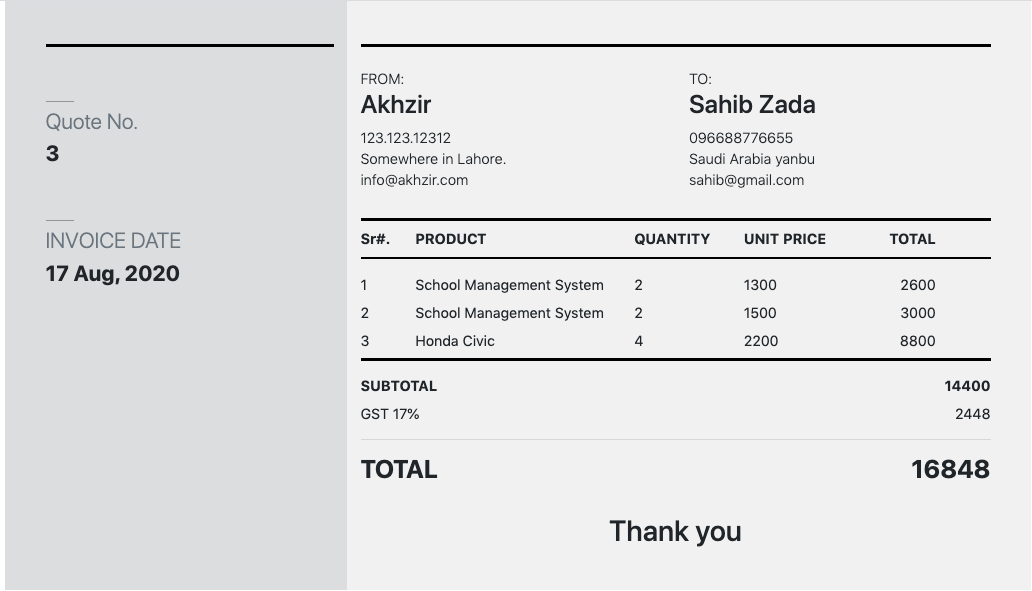 Quote No.
3
INVOICE DATE
17 Aug, 2020
FROM:
Akhzir
123.123.12312
Somewhere in Lahore.
info@akhzir.com
TO:
Sahib Zada
096688776655
Saudi Arabia yanbu
sahib@gmail.com
Sr#. PRODUCT QUANTITY UNIT PRICE TOTAL
1 School Management System 2 1300 2600
2 School Management System 2 1500 3000
3 Honda Civic 4 2200 8800
SUBTOTAL 14400
GST 17% 2448
TOTAL 16848
Thank you